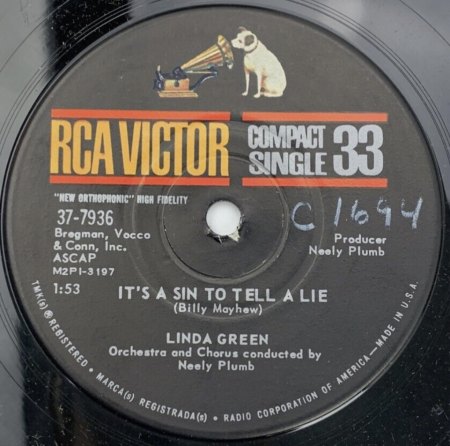 RCA VICTOR
COMPACT
SINGLE 33
"NEW ORTHOPHONIC" HIGH FIDELITY
37-7936
Bregman, Vocco
& Conn, Inc.
ASCAP
M2PI-3197
1:53
C 1694
Producer
Neely Plumb
IT'S A SIN TO TELL A LIE
(Billy Mayhew)
LINDA GREEN
Orchestra and Chorus conducted by
Neely Plumb
TMK(s) ® REGISTERED • MARCA(s) REGISTRADA(s) • RADIO CORPORATION OF AMERICA—MADE IN U.S.A.